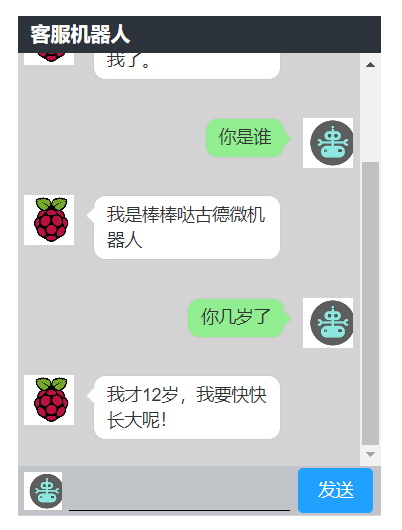 客服机器人
我了。
你是谁
我是棒棒哒古德微机
器人
你几岁了
我才12岁，我要快快
长大呢！
发送